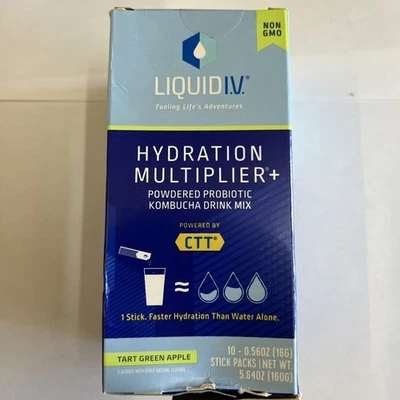 NON
GMO
LIQUID I.V.®
Fueling Life's Adventures
HYDRATION
MULTIPLIER®+
POWDERED PROBIOTIC
KOMBUCHA DRINK MIX
POWERED BY
CTT®
1 Stick. Faster Hydration Than Water Alone.
TART GREEN APPLE
10 - 0.56OZ (16G)
STICK PACKS | NET WT.
5.64OZ (160G)